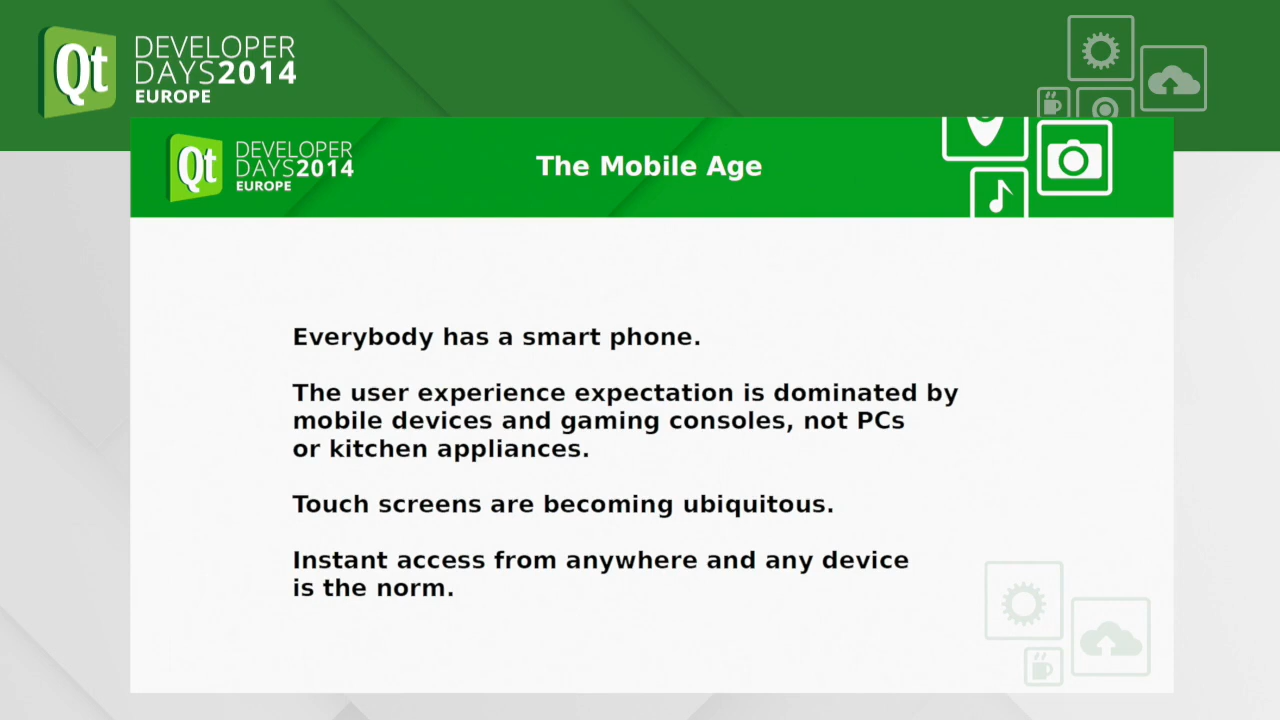 Qt
DEVELOPER
DAYS2014
EUROPE
Qt
DEVELOPER
DAYS2014
EUROPE
The Mobile Age
Everybody has a smart phone.
The user experience expectation is dominated by
mobile devices and gaming consoles, not PCs
or kitchen appliances.
Touch screens are becoming ubiquitous.
Instant access from anywhere and any device
is the norm.